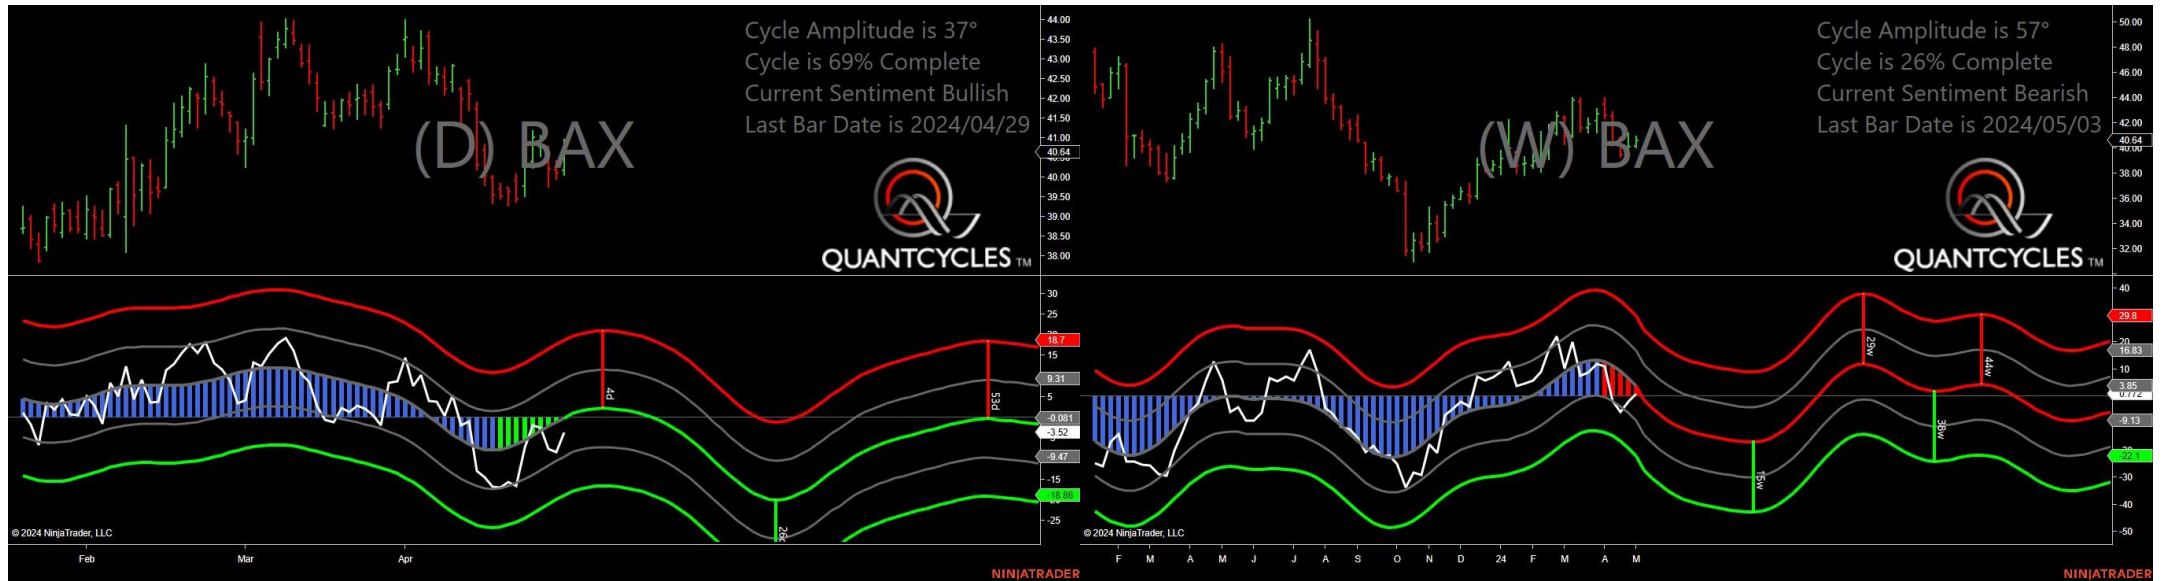 Cycle Amplitude is 37°
Cycle is 69% Complete
Current Sentiment Bullish
Last Bar Date is 2024/04/29
(D) BAX
QUANTCYCLES TM
44.00
43.50
43.00
42.50
42.00
41.50
41.00
40.64
40.00
39.50
39.00
38.50
38.00
30
25
18.7
15
9.31
5
-0.081
-3.52
-9.47
-15
-18.86
-25
4d
53d
© 2024 NinjaTrader, LLC
Feb Mar Apr
NINJATRADER
Cycle Amplitude is 57°
Cycle is 26% Complete
Current Sentiment Bearish
Last Bar Date is 2024/05/03
(W) BAX
QUANTCYCLES TM
50.00
48.00
46.00
44.00
42.00
40.64
38.00
36.00
34.00
32.00
40
29.8
20
16.83
10
3.85
0.772
-9.13
-22.1
-30
-40
-50
29w
44w
38w
15w
© 2024 NinjaTrader, LLC
F M A M J J A S O N D 24 F M A M
NINJATRADER